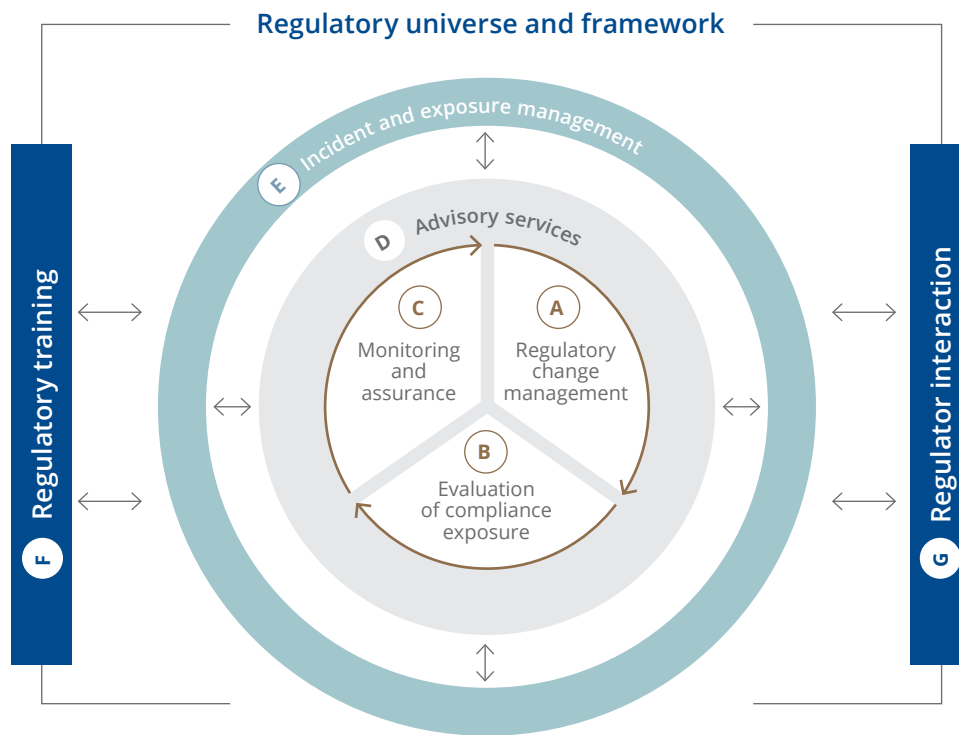 Regulatory universe and framework
E Incident and exposure management
D Advisory services
C
Monitoring
and
assurance
A
Regulatory
change
management
B
Evaluation
of compliance
exposure
F Regulatory training
G Regulator interaction